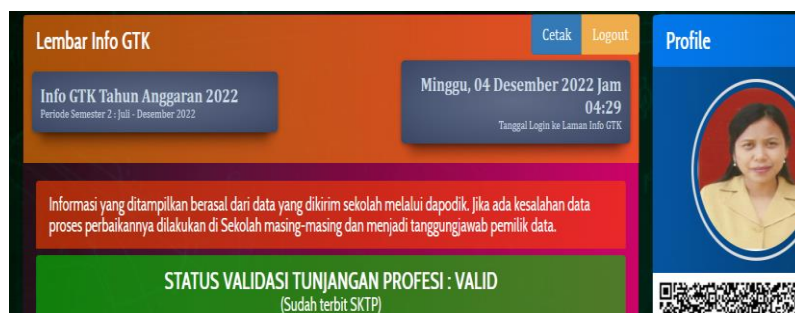 Lembar Info GTK
Cetak
Logout
Profile
Info GTK Tahun Anggaran 2022
Periode Semester 2 : Juli - Desember 2022
Minggu, 04 Desember 2022 Jam
04:29
Tanggal Login ke Laman Info GTK
Informasi yang ditampilkan berasal dari data yang dikirim sekolah melalui dapodik. Jika ada kesalahan data
proses perbaikannya dilakukan di Sekolah masing-masing dan menjadi tanggungjawab pemilik data.
STATUS VALIDASI TUNJANGAN PROFESI : VALID
(Sudah terbit SKTP)